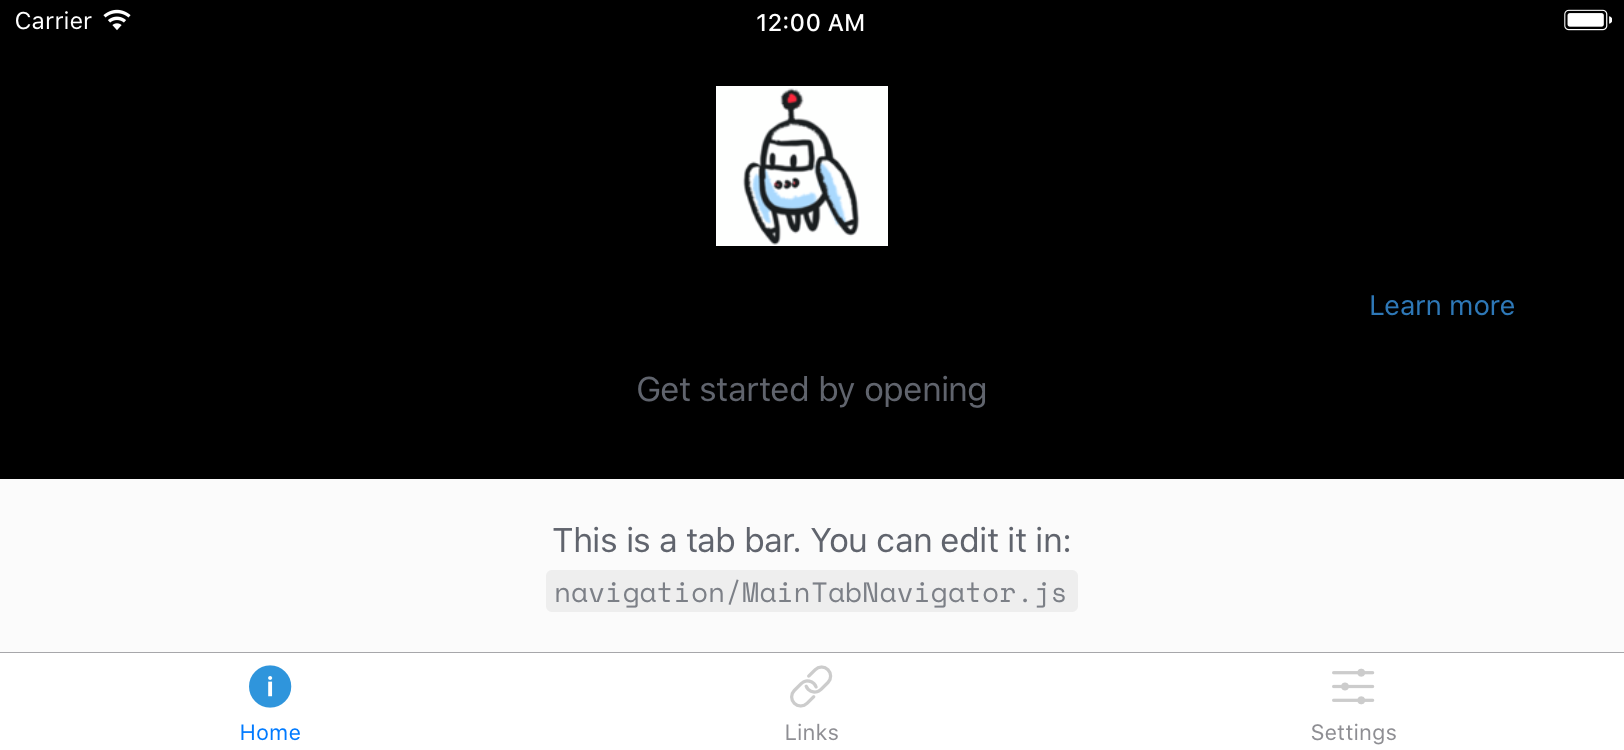 Carrier 12:00 AM
Learn more
Get started by opening
This is a tab bar. You can edit it in:
navigation/MainTabNavigator.js
Home Links Settings